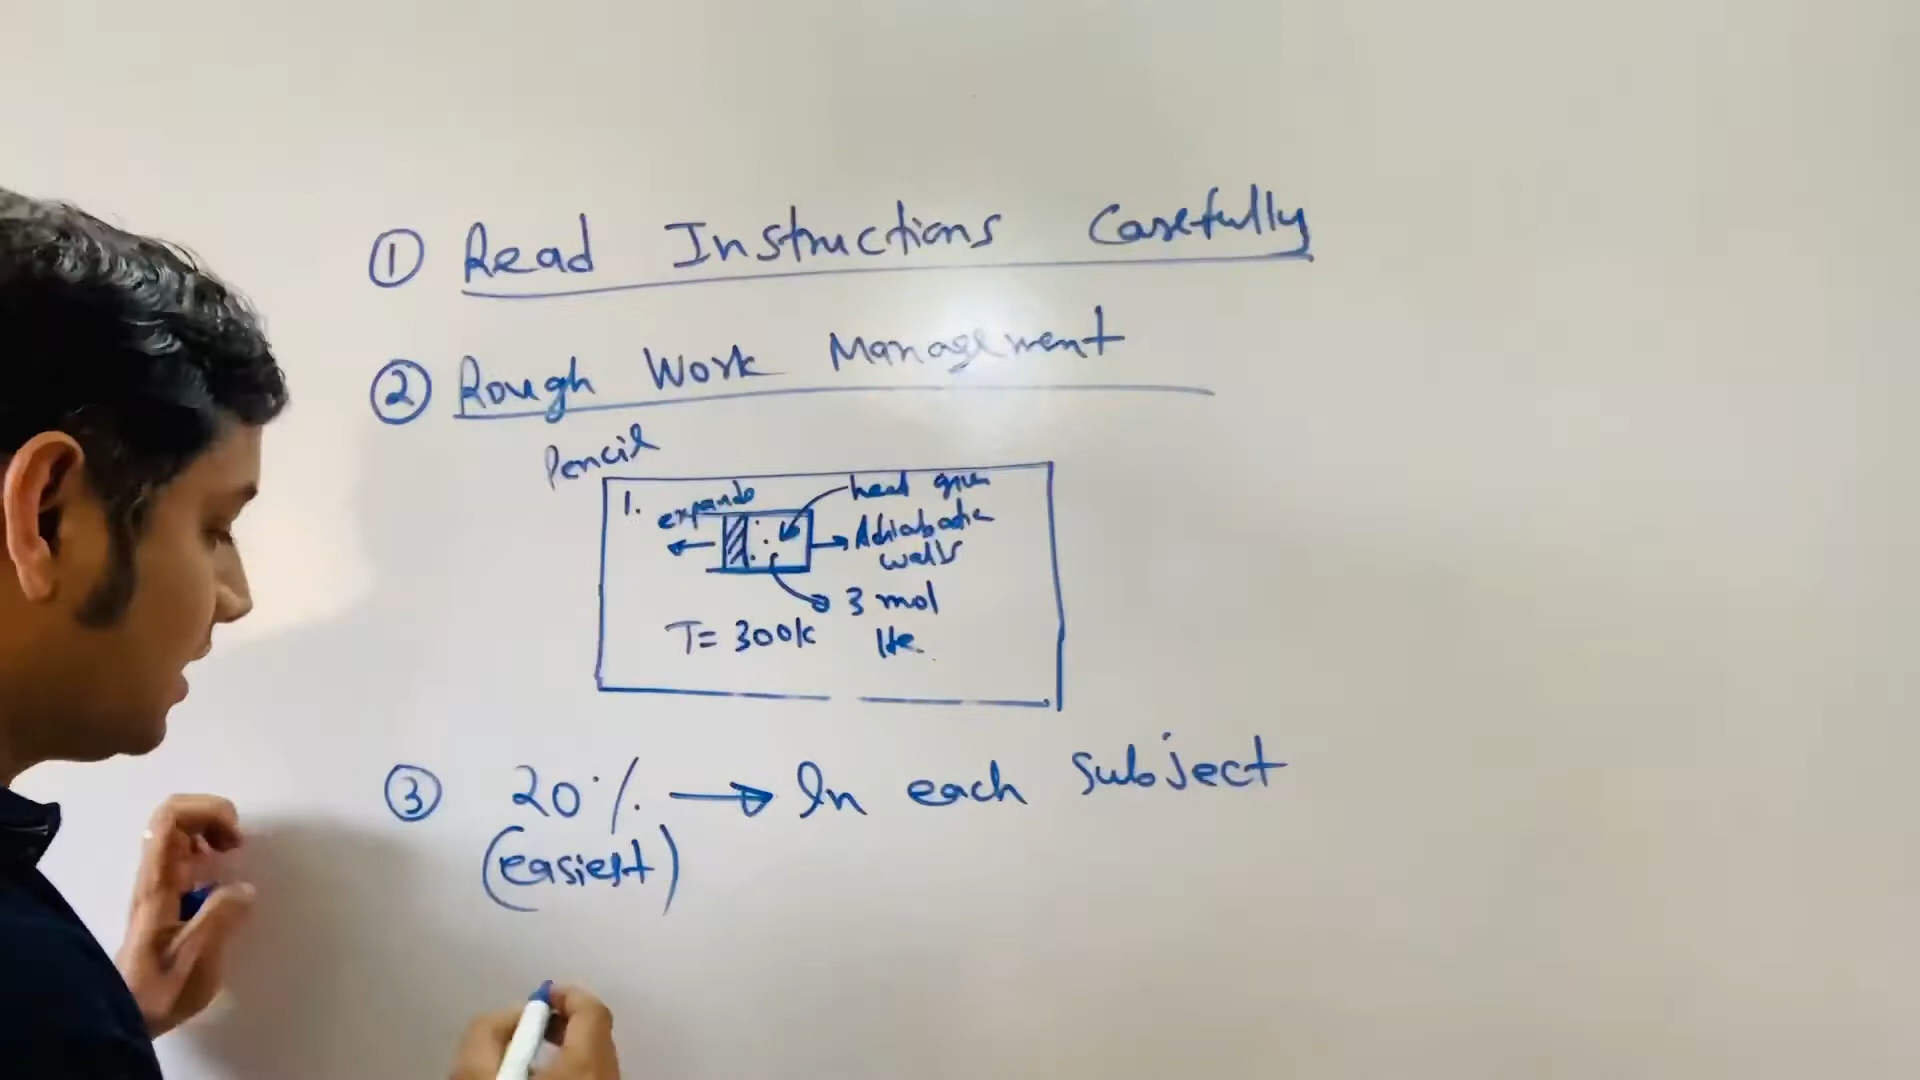 ① Read Instructions Carefully
② Rough Work Management
Pencil
1. expands
heat given
Adiabatic
walls
3 mol
T= 300k He
③ 20% → In each subject
(easiest)